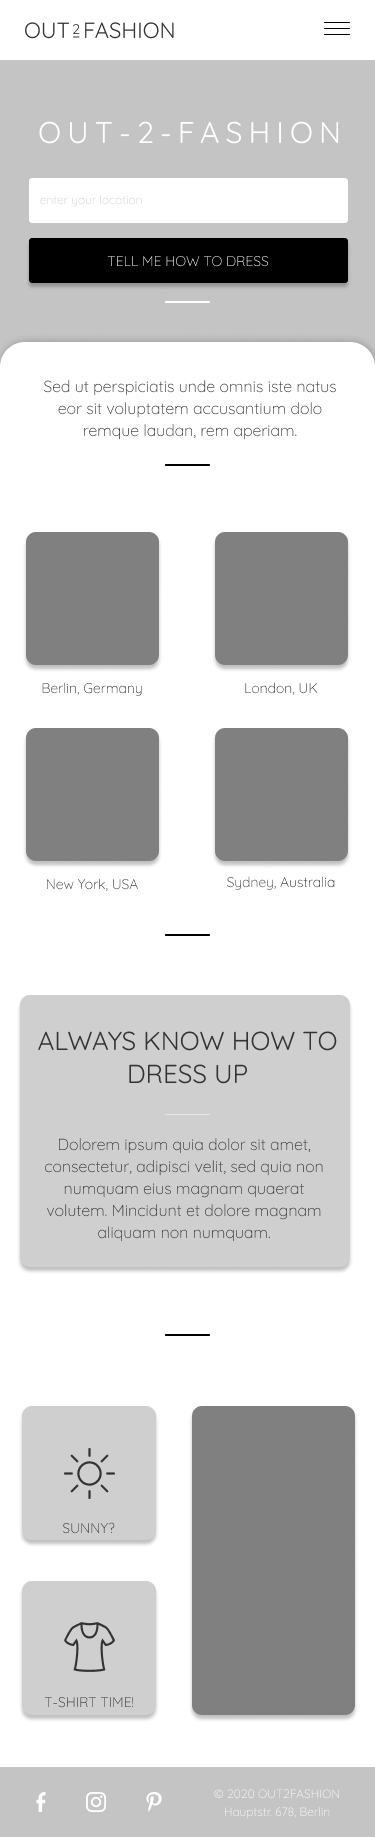 OUT2FASHION
OUT-2-FASHION
enter your location
TELL ME HOW TO DRESS
Sed ut perspiciatis unde omnis iste natus
eor sit voluptatem accusantium dolo
remque laudan, rem aperiam.
Berlin, Germany
London, UK
New York, USA
Sydney, Australia
ALWAYS KNOW HOW TO
DRESS UP
Dolorem ipsum quia dolor sit amet,
consectetur, adipisci velit, sed quia non
numquam eius magnam quaerat
volutem. Mincidunt et dolore magnam
aliquam non numquam.
SUNNY?
T-SHIRT TIME!
© 2020 OUT2FASHION
Hauptstr. 678, Berlin